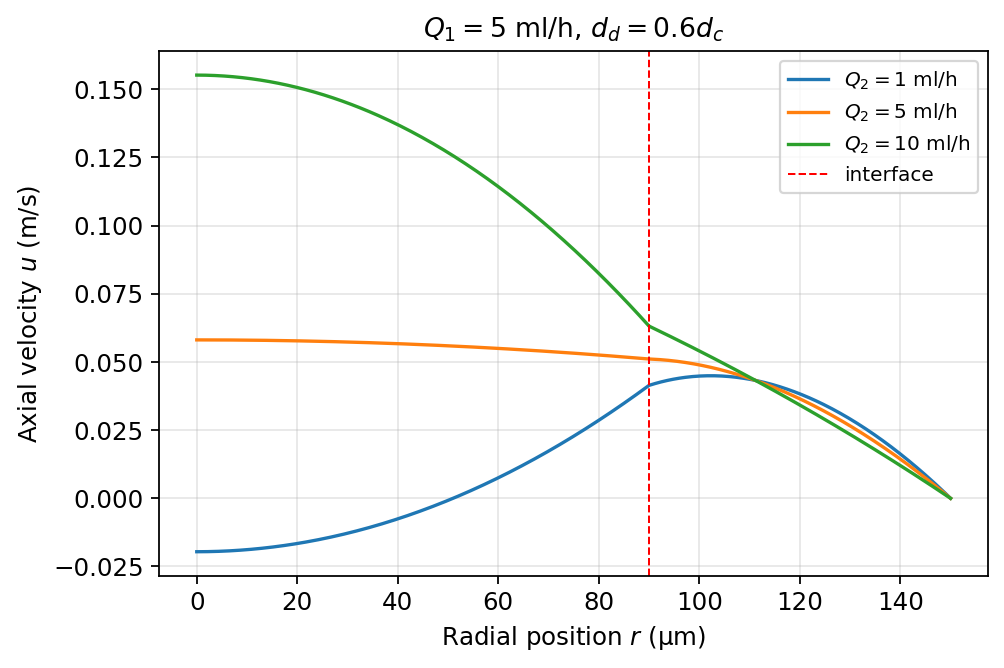 Q₁ = 5 ml/h, d_d = 0.6d_c
Q₂ = 1 ml/h
Q₂ = 5 ml/h
Q₂ = 10 ml/h
interface
0.150
0.125
0.100
0.075
0.050
0.025
0.000
−0.025
Axial velocity u (m/s)
0 20 40 60 80 100 120 140
Radial position r (µm)